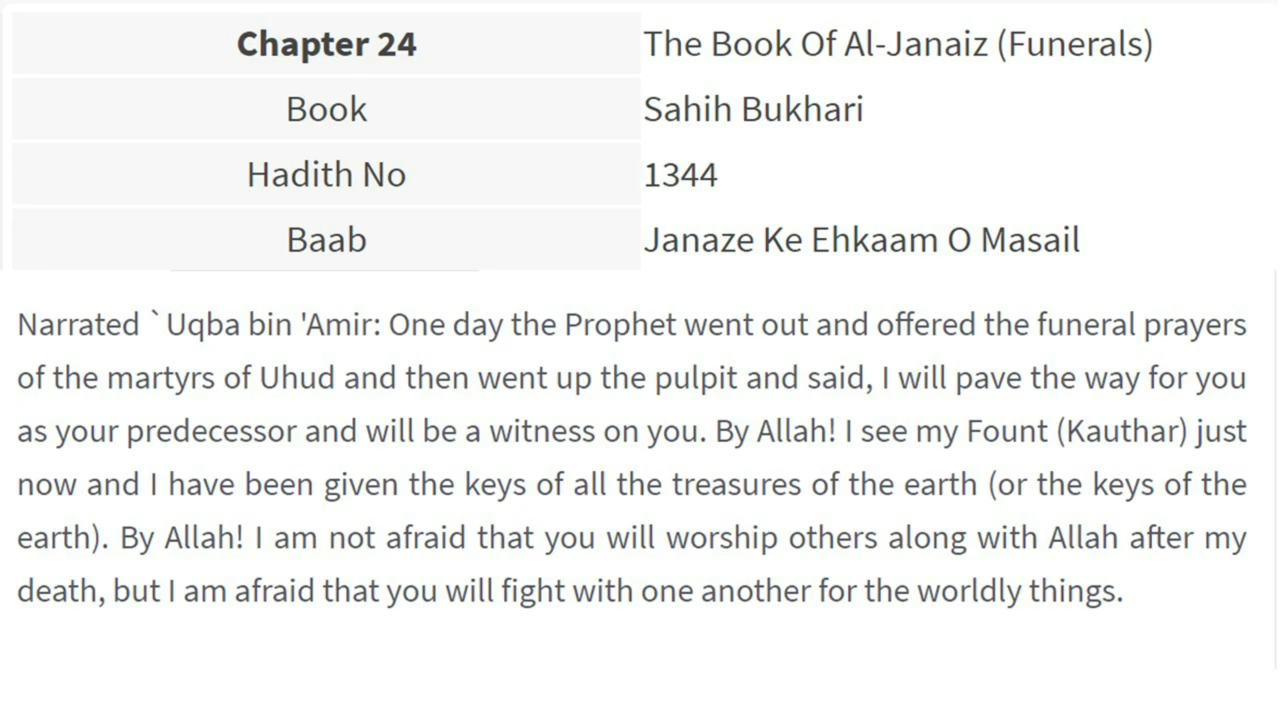 Chapter 24 The Book Of Al-Janaiz (Funerals)
Book Sahih Bukhari
Hadith No 1344
Baab Janaze Ke Ehkaam O Masail
Narrated `Uqba bin 'Amir: One day the Prophet went out and offered the funeral prayers
of the martyrs of Uhud and then went up the pulpit and said, I will pave the way for you
as your predecessor and will be a witness on you. By Allah! I see my Fount (Kauthar) just
now and I have been given the keys of all the treasures of the earth (or the keys of the
earth). By Allah! I am not afraid that you will worship others along with Allah after my
death, but I am afraid that you will fight with one another for the worldly things.